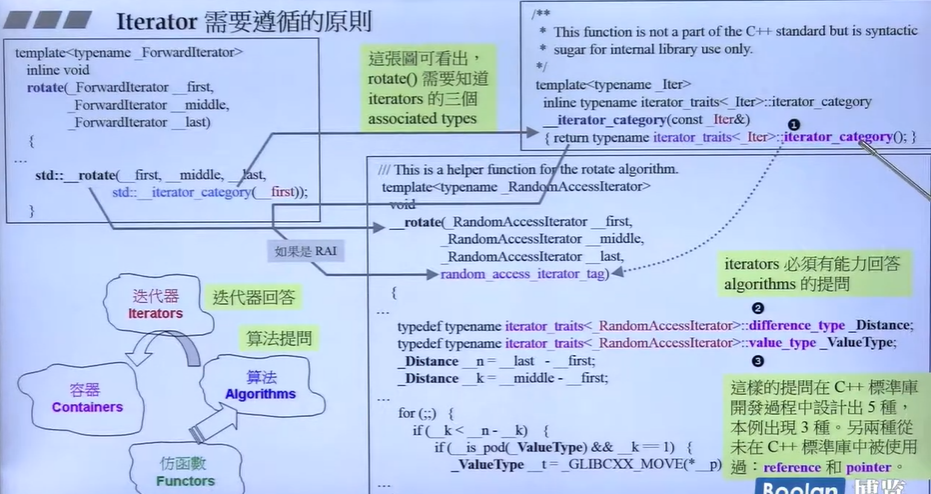 Iterator 需要遵循的原則
template<typename _ForwardIterator>
inline void
rotate(_ForwardIterator __first,
_ForwardIterator __middle,
_ForwardIterator __last)
{
...
std::__rotate(__first, __middle, __last,
std::__iterator_category(__first));
}
這張圖可看出，
rotate() 需要知道
iterators 的三個
associated types
/**
* This function is not a part of the C++ standard but is syntactic
* sugar for internal library use only.
*/
template<typename _Iter>
inline typename iterator_traits<_Iter>::iterator_category
__iterator_category(const _Iter&)
❶
{ return typename iterator_traits<_Iter>::iterator_category(); }
/// This is a helper function for the rotate algorithm.
template<typename _RandomAccessIterator>
void
__rotate(_RandomAccessIterator __first,
_RandomAccessIterator __middle,
_RandomAccessIterator __last,
random_access_iterator_tag)
{
...
❷
typedef typename iterator_traits<_RandomAccessIterator>::difference_type _Distance;
typedef typename iterator_traits<_RandomAccessIterator>::value_type _ValueType;
❸
_Distance __n = __last - __first;
_Distance __k = __middle - __first;
...
for (;;) {
if (__k < __n - __k) {
if (__is_pod(_ValueType) && __k == 1) {
_ValueType __t = _GLIBCXX_MOVE(*__p)
...
如果是 RAI
iterators 必須有能力回答
algorithms 的提問
這樣的提問在 C++ 標準庫
開發過程中設計出 5 種，
本例出現 3 種。另兩種從
未在 C++ 標準庫中被使用
過：reference 和 pointer。
迭代器
Iterators
迭代器回答
算法提問
容器
Containers
算法
Algorithms
仿函數
Functors
Boolan 博览